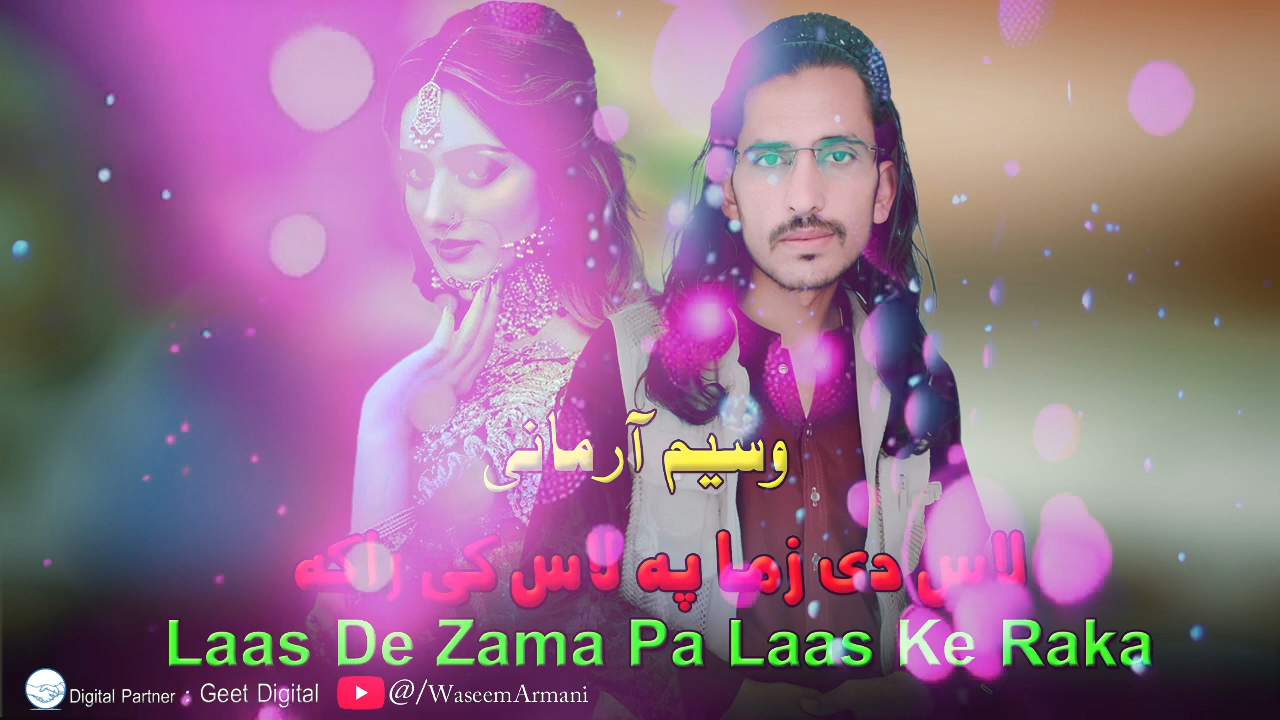 وسیم آرمانی
لاس دی زما په لاس کی راکه
Laas De Zama Pa Laas Ke Raka
Digital Partner : Geet Digital @/WaseemArmani